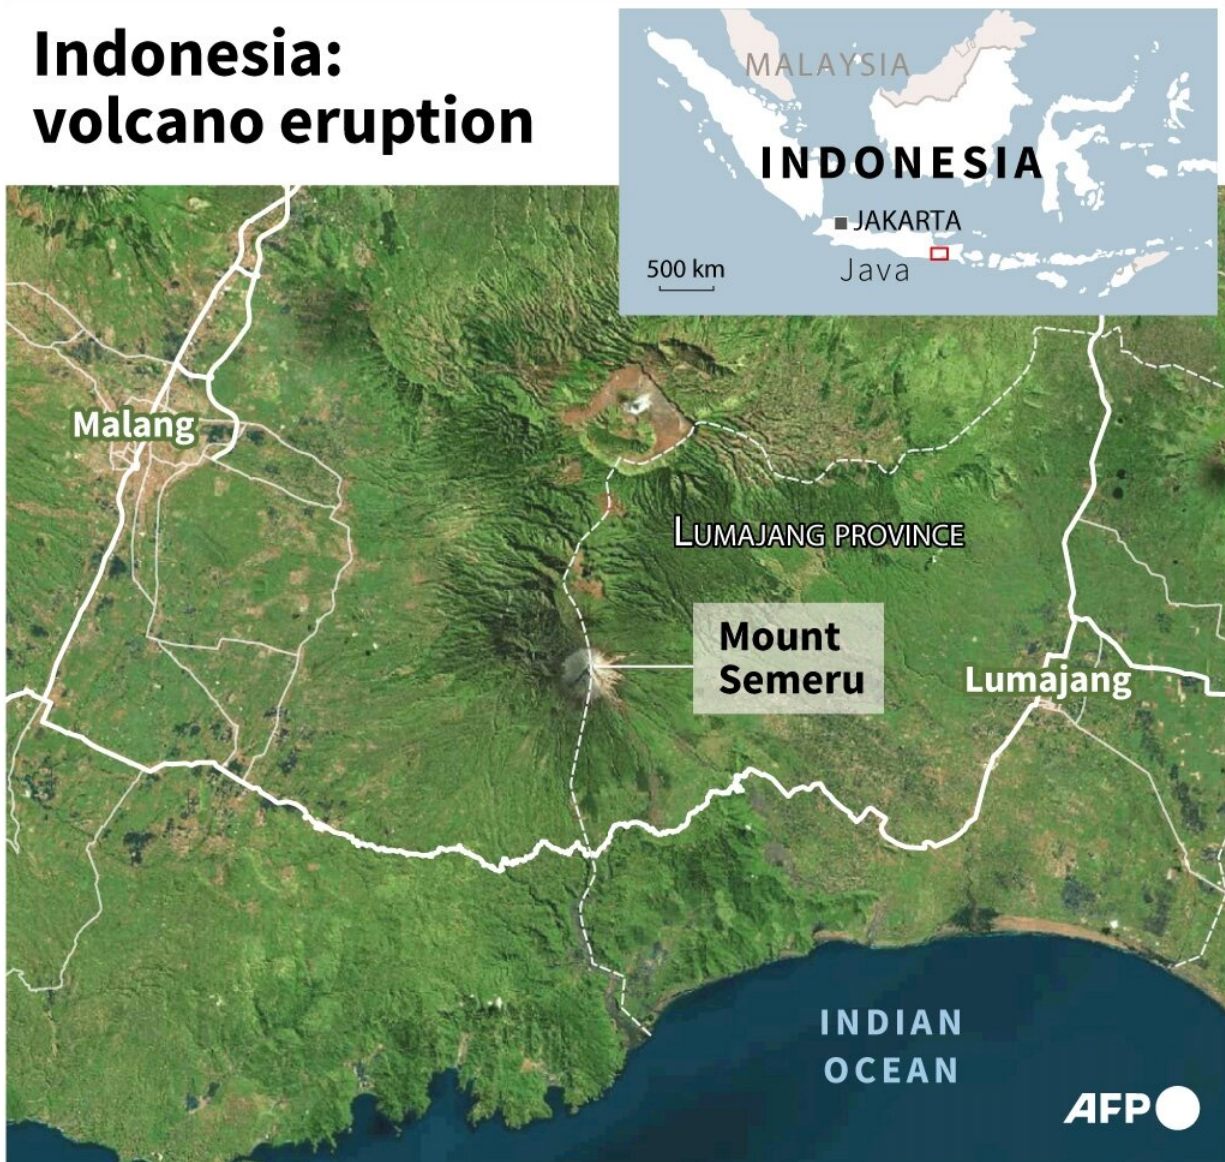 Indonesia:
volcano eruption
MALAYSIA
INDONESIA
JAKARTA
500 km
Java
Malang
LUMAJANG PROVINCE
Mount
Semeru
Lumajang
INDIAN
OCEAN
AFP